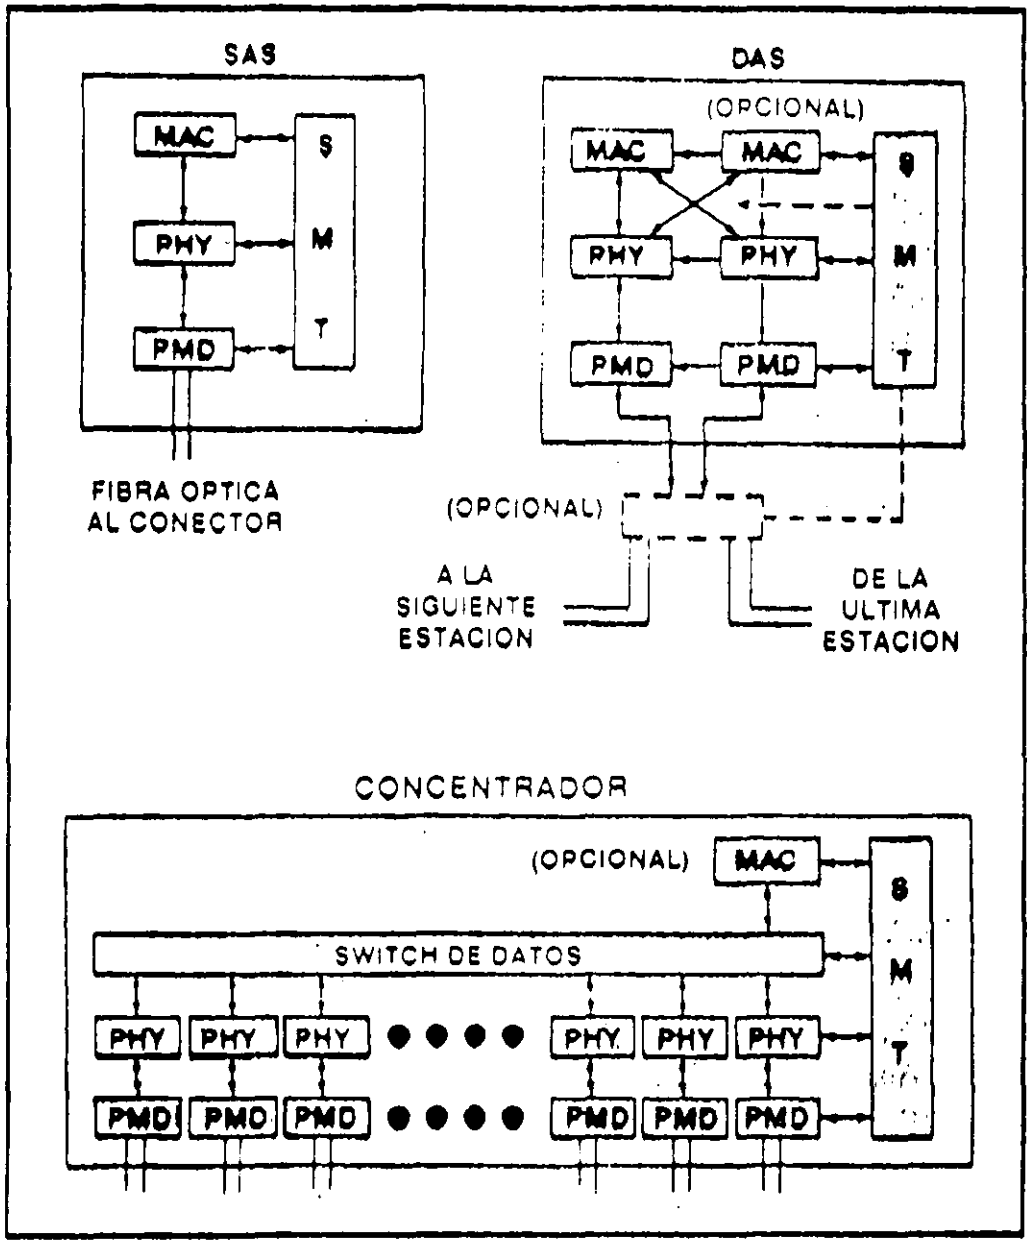 SAS
MAC
PHY
PMD
S
M
T
FIBRA OPTICA
AL CONECTOR
DAS
(OPCIONAL)
MAC MAC
PHY PHY
PMD PMD
S
M
T
(OPCIONAL)
A LA
SIGUIENTE
ESTACION
DE LA
ULTIMA
ESTACION
CONCENTRADOR
(OPCIONAL) MAC
SWITCH DE DATOS
PHY PHY PHY PHY PHY PHY
PMD PMD PMD PMD PMD PMD
S
M
T